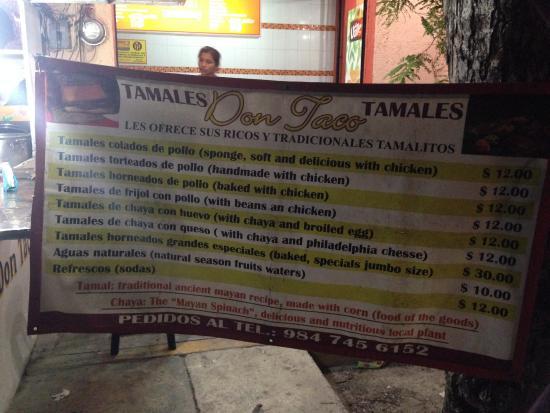 TAMALES Don Taco TAMALES
LES OFRECE SUS RICOS Y TRADICIONALES TAMALITOS
Tamales colados de pollo (sponge, soft and delicious with chicken) $ 12.00
Tamales torteados de pollo (handmade with chicken) $ 12.00
Tamales horneados de pollo (baked with chicken) $ 12.00
Tamales de frijol con pollo (with beans an chicken) $ 12.00
Tamales de chaya con huevo (with chaya and broiled egg) $ 12.00
Tamales de chaya con queso ( with chaya and philadelphia chesse) $ 12.00
Tamales horneados grandes especiales (baked, specials jumbo size) $ 30.00
Aguas naturales (natural season fruits waters) $ 10.00
Refrescos (sodas) $ 12.00
Tamal: traditional ancient mayan recipe, made with corn (food of the goods)
Chaya: The "Mayan Spinach", delicious and nutritious local plant
PEDIDOS AL TEL.: 984 745 6152
Don